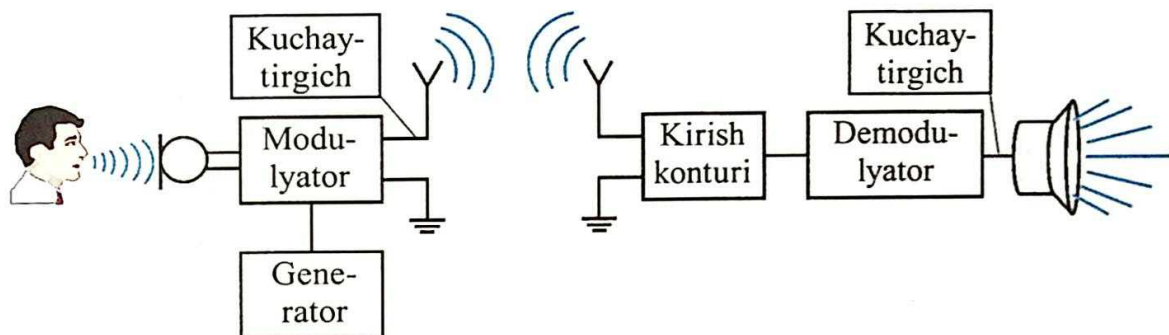 Kuchay-
tirgich
Modu-
lyator
Gene-
rator
Kirish
konturi
Demodu-
lyator
Kuchay-
tirgich